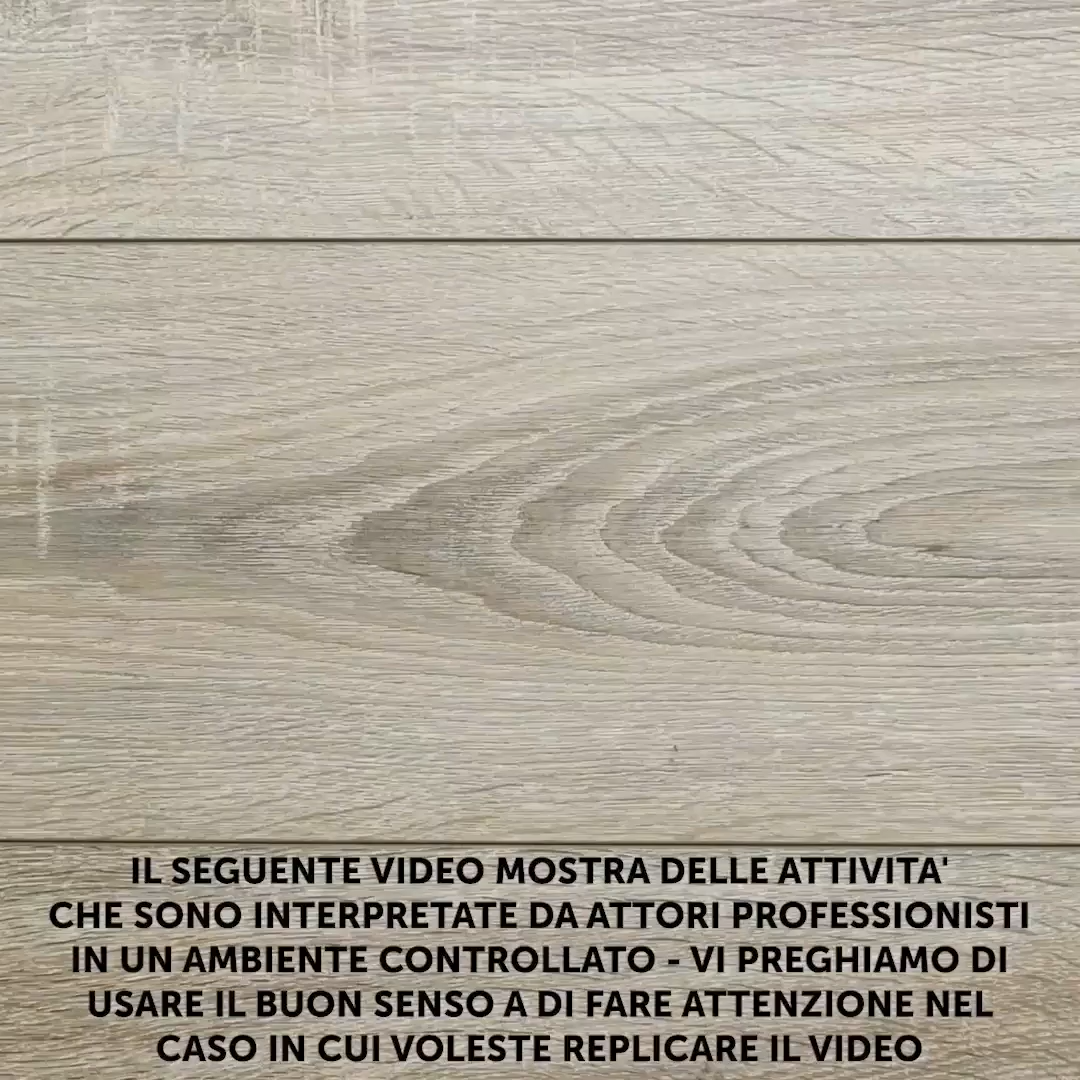 IL SEGUENTE VIDEO MOSTRA DELLE ATTIVITA'
CHE SONO INTERPRETATE DA ATTORI PROFESSIONISTI
IN UN AMBIENTE CONTROLLATO - VI PREGHIAMO DI
USARE IL BUON SENSO A DI FARE ATTENZIONE NEL
CASO IN CUI VOLESTE REPLICARE IL VIDEO